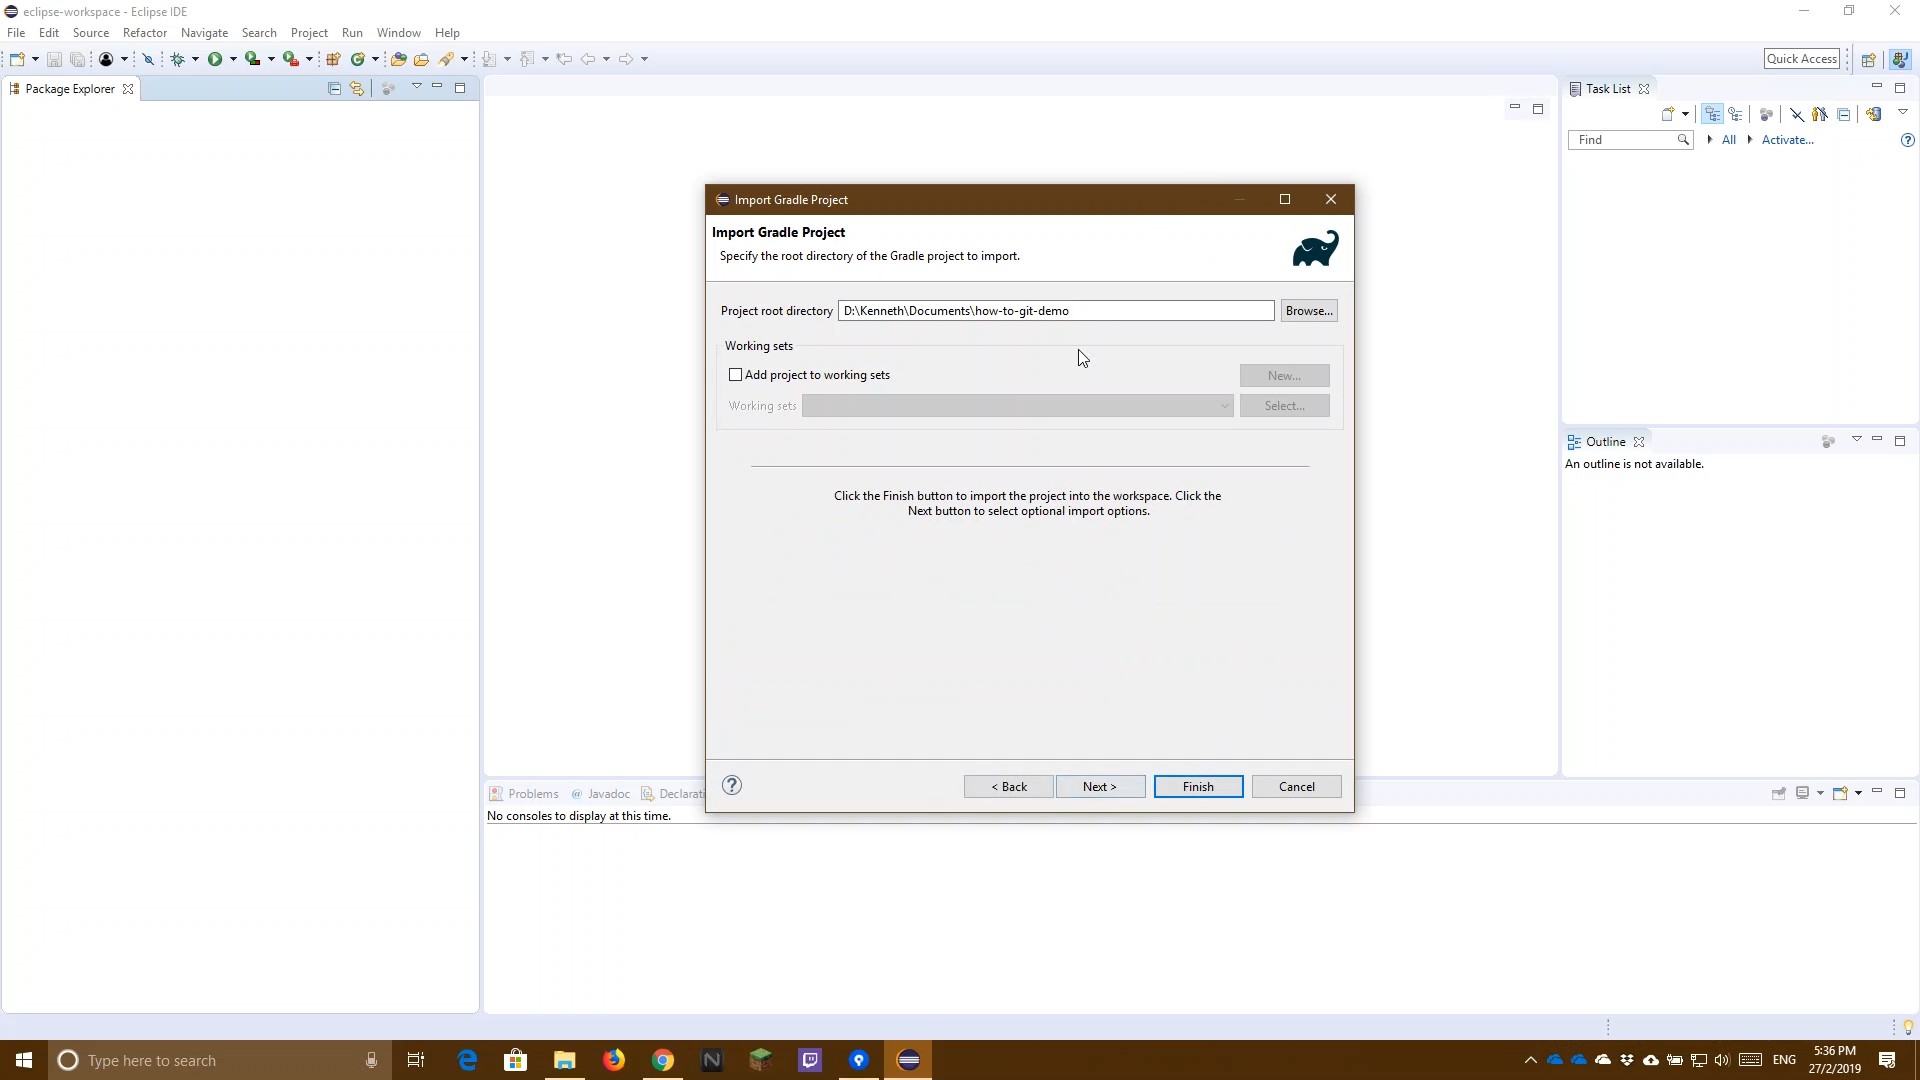 eclipse-workspace - Eclipse IDE
File Edit Source Refactor Navigate Search Project Run Window Help
Quick Access
Package Explorer
Task List
Find
All
Activate...
Import Gradle Project
Import Gradle Project
Specify the root directory of the Gradle project to import.
Project root directory D:\Kenneth\Documents\how-to-git-demo Browse...
Working sets
Add project to working sets New...
Working sets Select...
Click the Finish button to import the project into the workspace. Click the
Next button to select optional import options.
< Back Next > Finish Cancel
Outline
An outline is not available.
Problems @ Javadoc Declarati
No consoles to display at this time.
Type here to search
ENG
5:36 PM
27/2/2019